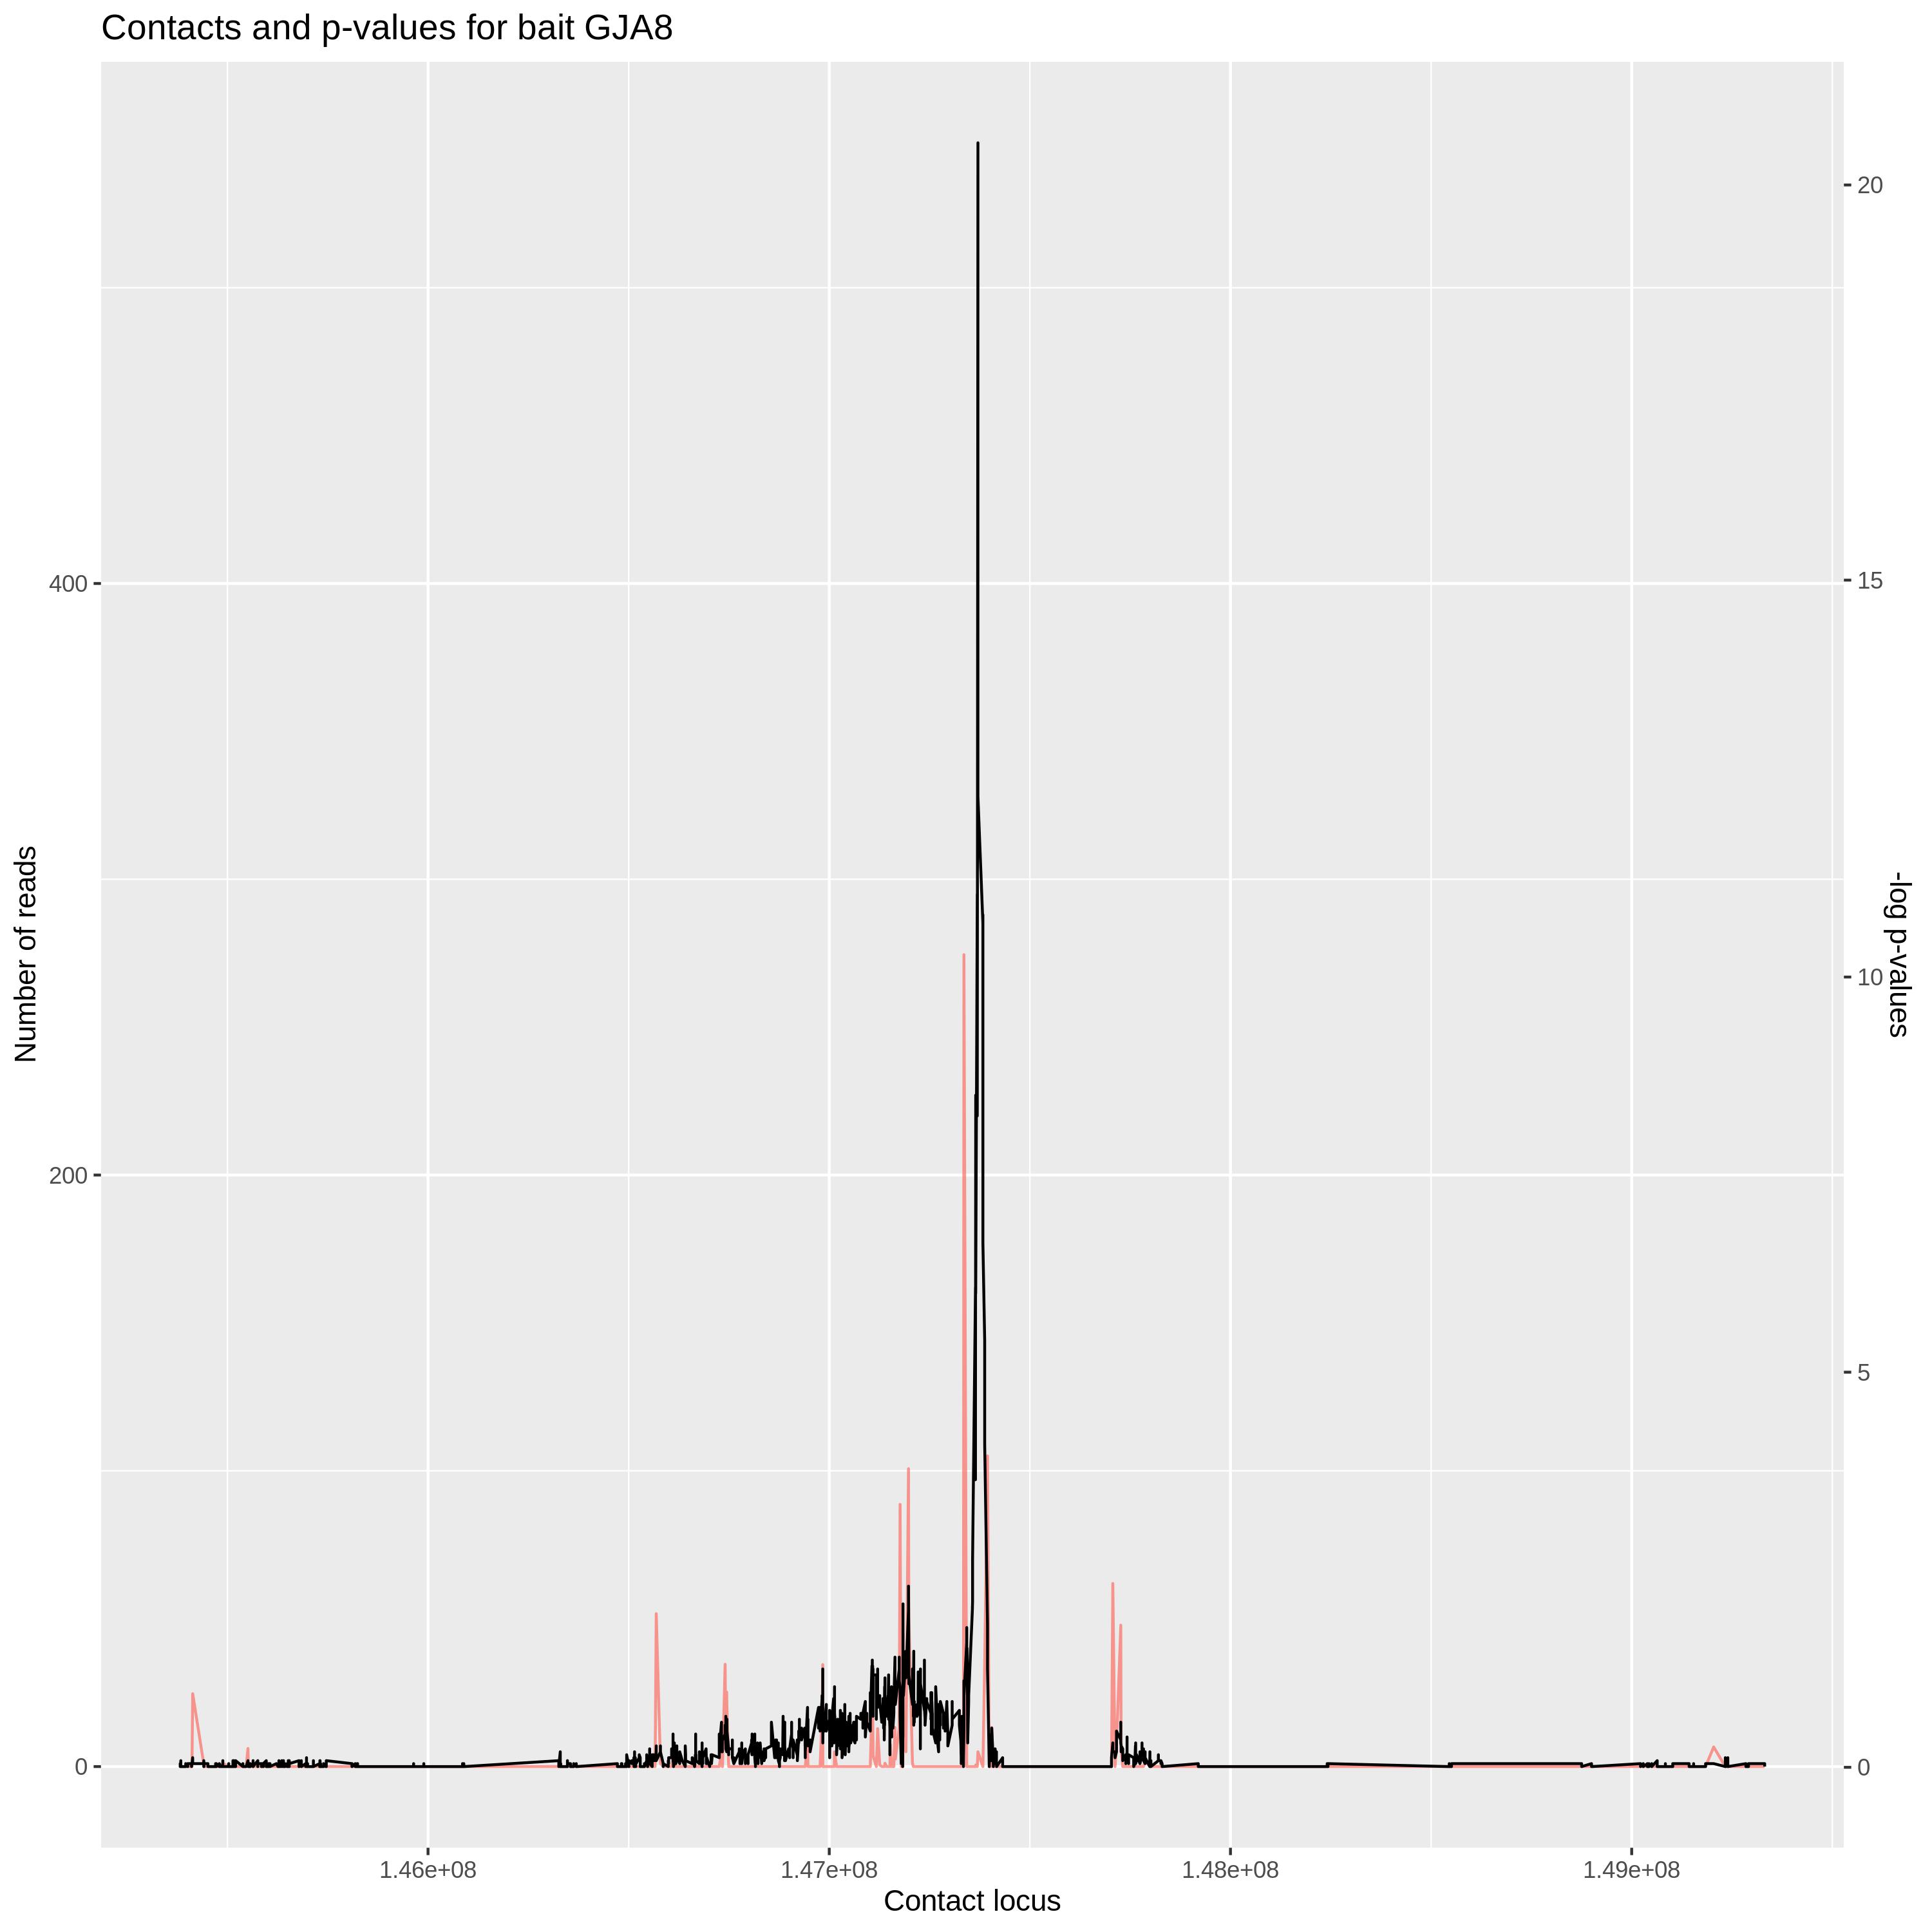 Contacts and p-values for bait GJA8
Number of reads
400
200
0
20
15
10
5
0
-log p-values
1.46e+08 1.47e+08 1.48e+08 1.49e+08
Contact locus